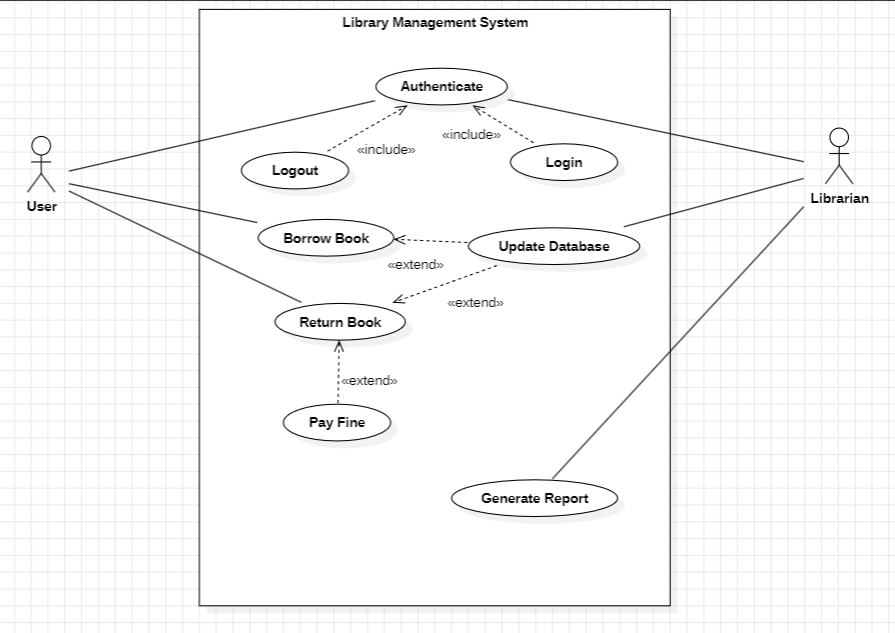 Library Management System
Authenticate
«include»
«include»
Logout
Login
User
Librarian
Borrow Book
Update Database
«extend»
«extend»
Return Book
«extend»
Pay Fine
Generate Report